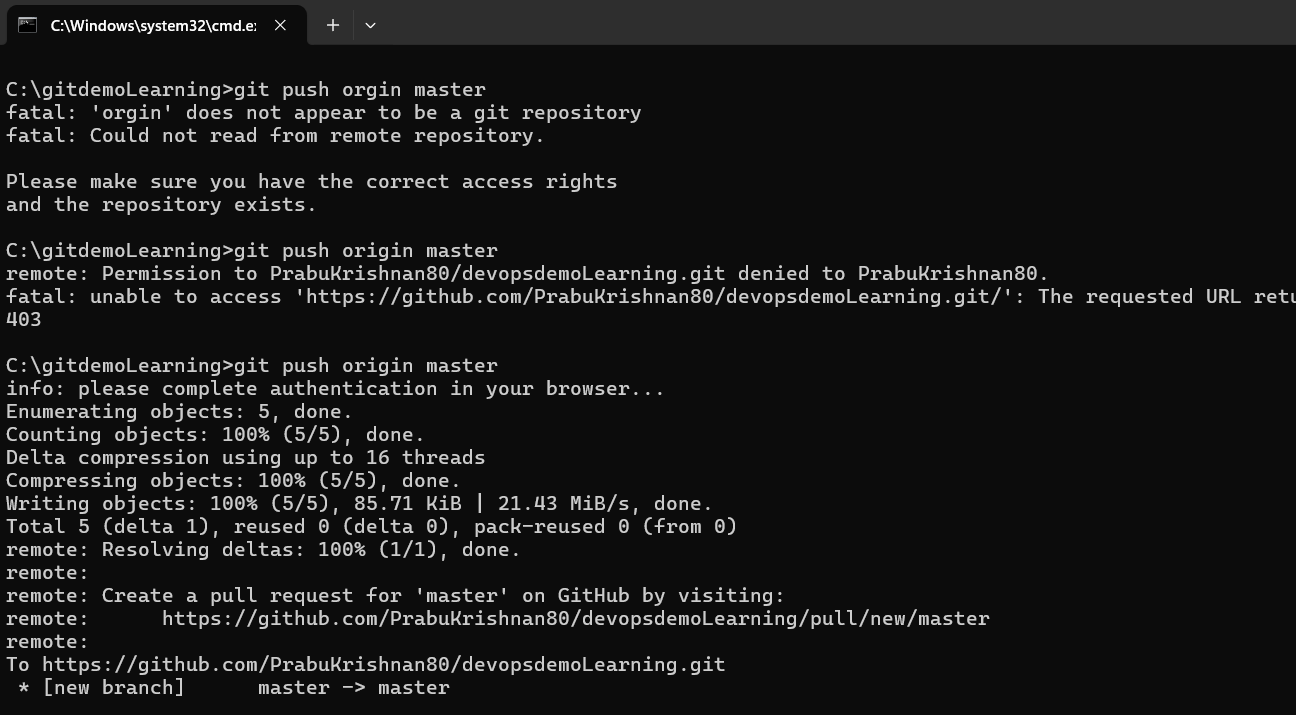 C:\Windows\system32\cmd.e
C:\gitdemoLearning>git push orgin master
fatal: 'orgin' does not appear to be a git repository
fatal: Could not read from remote repository.
Please make sure you have the correct access rights
and the repository exists.
C:\gitdemoLearning>git push origin master
remote: Permission to PrabuKrishnan80/devopsdemoLearning.git denied to PrabuKrishnan80.
fatal: unable to access 'https://github.com/PrabuKrishnan80/devopsdemoLearning.git/': The requested URL retu
403
C:\gitdemoLearning>git push origin master
info: please complete authentication in your browser...
Enumerating objects: 5, done.
Counting objects: 100% (5/5), done.
Delta compression using up to 16 threads
Compressing objects: 100% (5/5), done.
Writing objects: 100% (5/5), 85.71 KiB | 21.43 MiB/s, done.
Total 5 (delta 1), reused 0 (delta 0), pack-reused 0 (from 0)
remote: Resolving deltas: 100% (1/1), done.
remote:
remote: Create a pull request for 'master' on GitHub by visiting:
remote:      https://github.com/PrabuKrishnan80/devopsdemoLearning/pull/new/master
remote:
To https://github.com/PrabuKrishnan80/devopsdemoLearning.git
 * [new branch]      master -> master